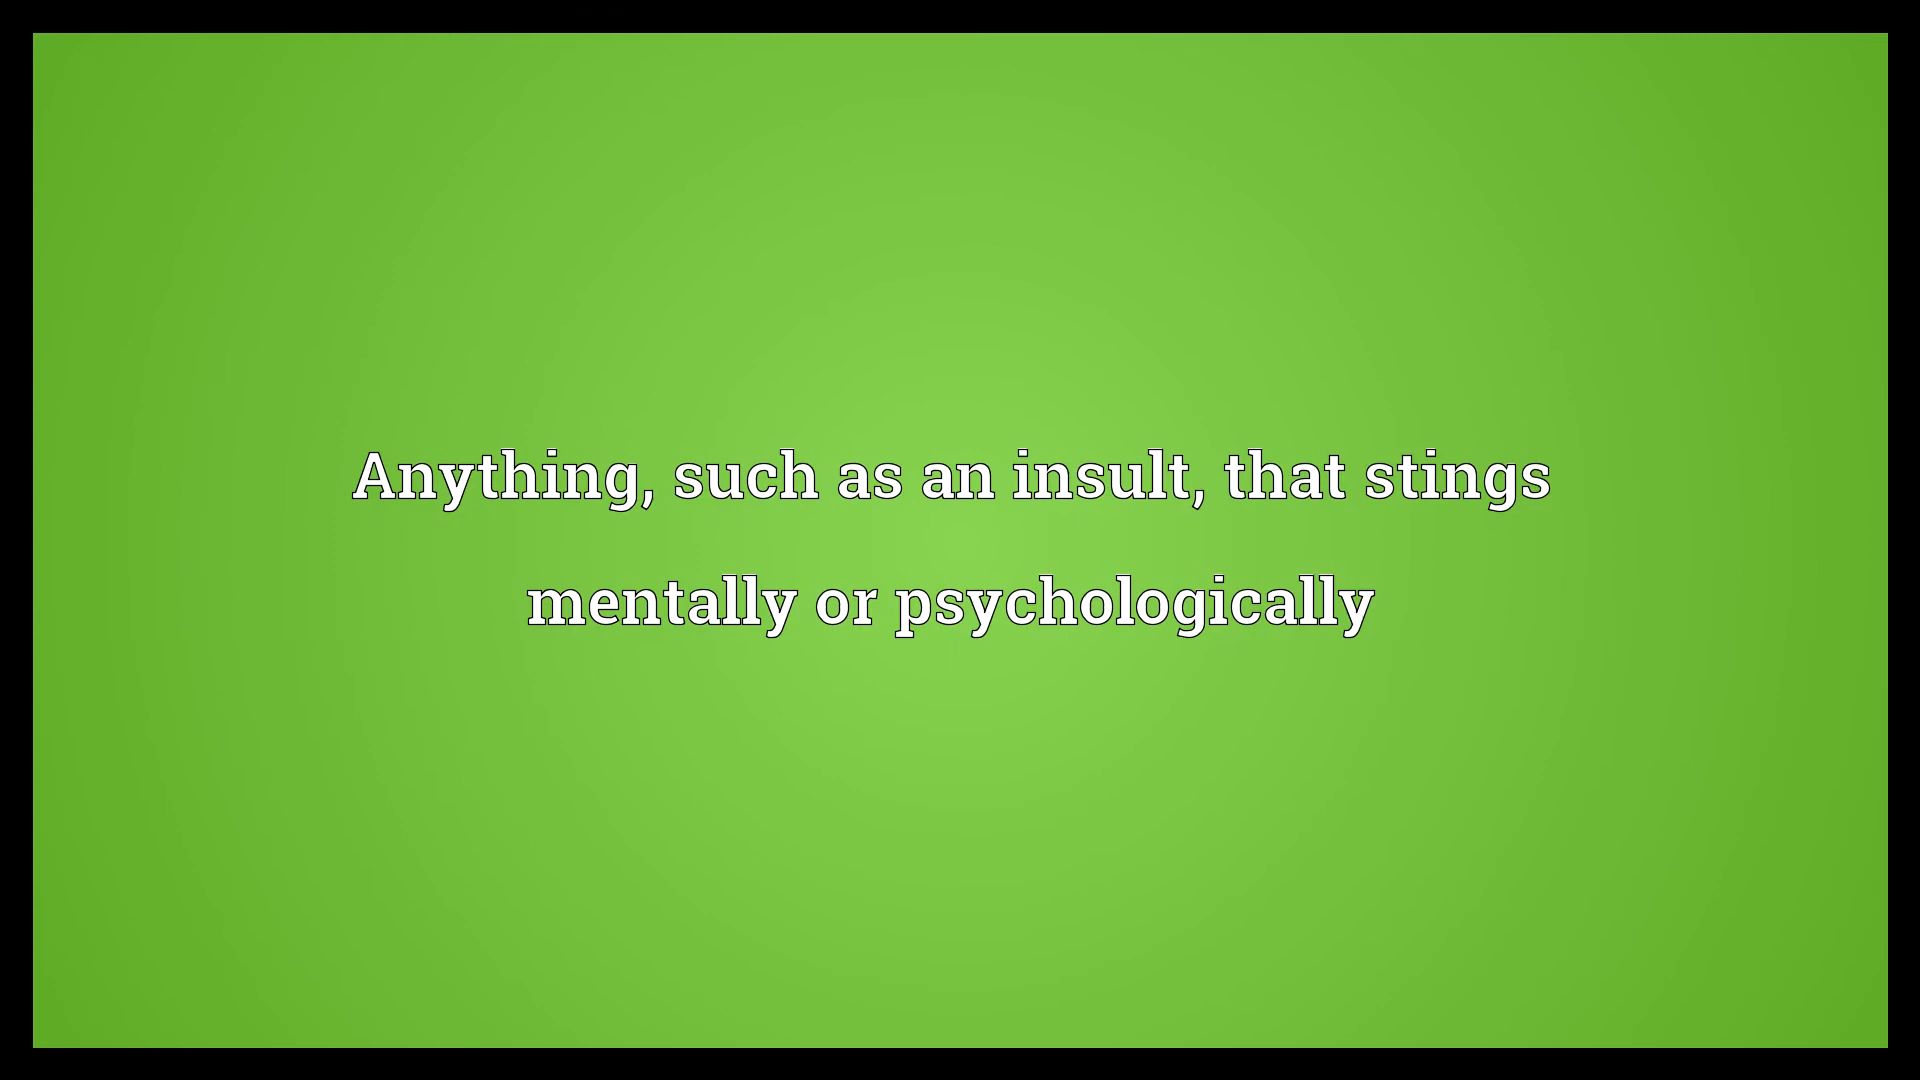 Anything, such as an insult, that stings
mentally or psychologically